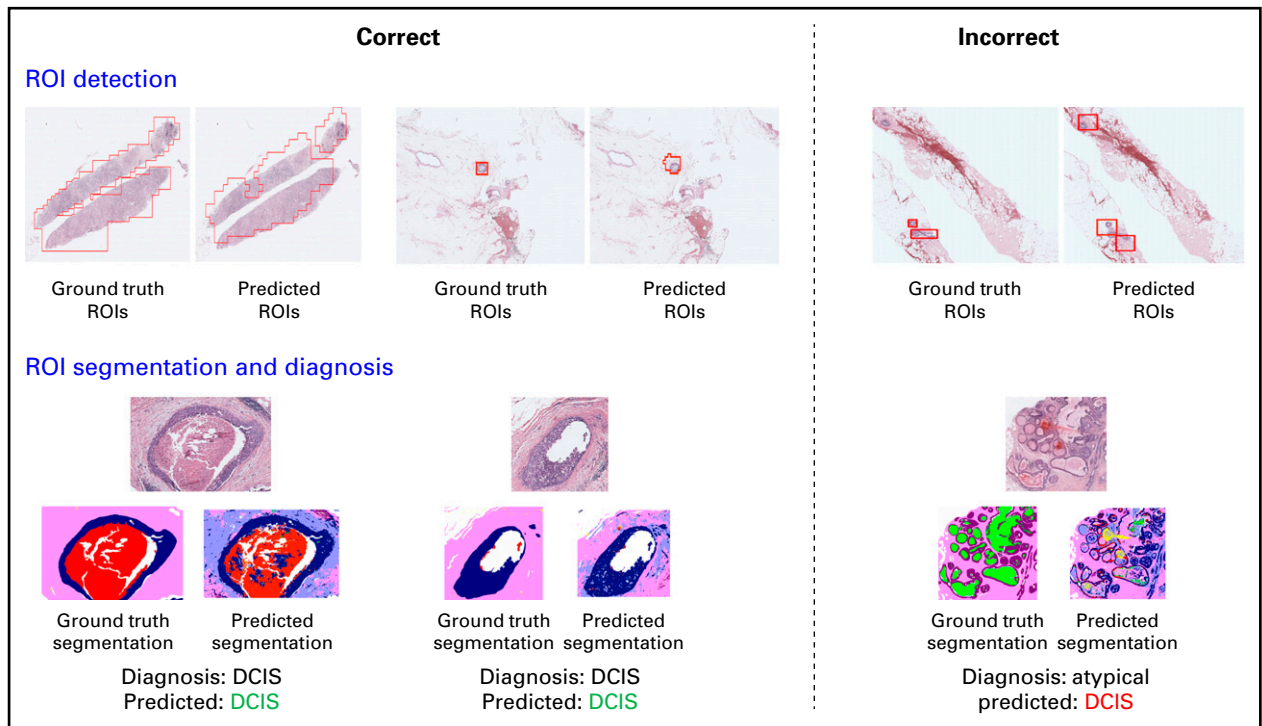 Correct
Incorrect
ROI detection
Ground truth
ROIs
Predicted
ROIs
Ground truth
ROIs
Predicted
ROIs
Ground truth
ROIs
Predicted
ROIs
ROI segmentation and diagnosis
Ground truth
segmentation
Predicted
segmentation
Ground truth
segmentation
Predicted
segmentation
Ground truth
segmentation
Predicted
segmentation
Diagnosis: DCIS
Predicted: DCIS
Diagnosis: DCIS
Predicted: DCIS
Diagnosis: atypical
predicted: DCIS